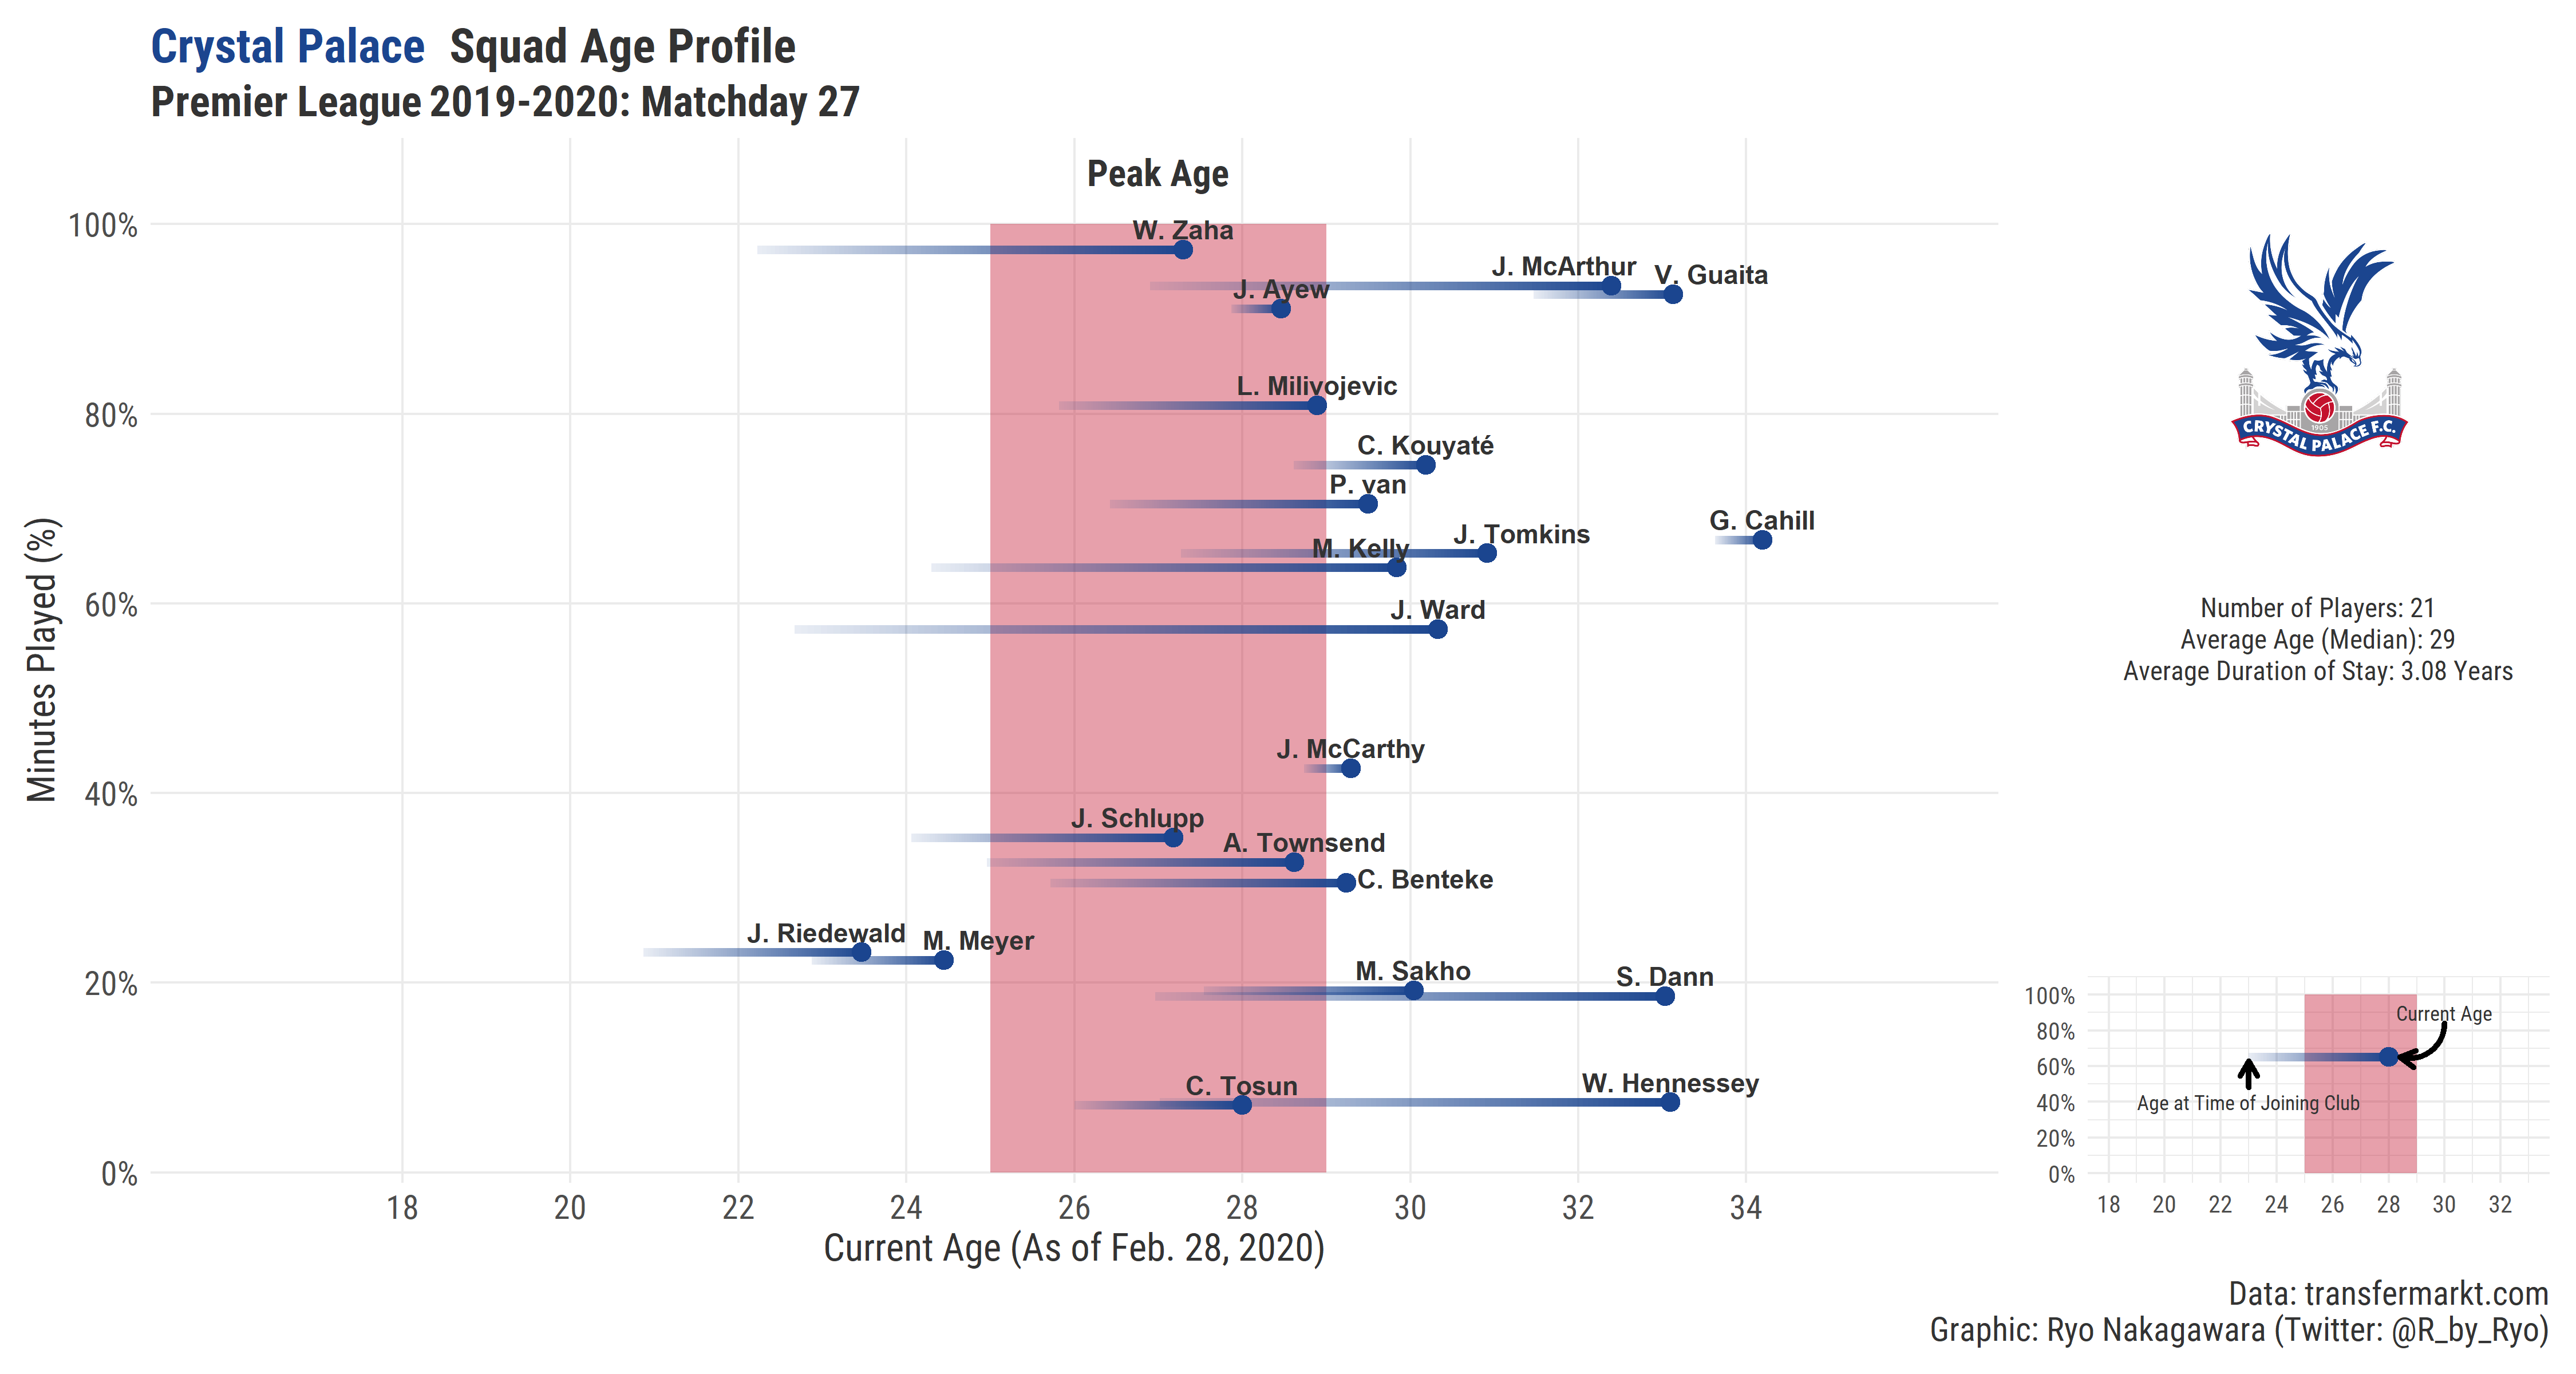 Crystal Palace Squad Age Profile
Premier League 2019-2020: Matchday 27
Peak Age
100%
80%
60%
40%
20%
0%
Minutes Played (%)
W. Zaha
J. McArthur
V. Guaita
J. Ayew
L. Milivojevic
C. Kouyaté
P. van
G. Cahill
J. Tomkins
M. Kelly
J. Ward
J. McCarthy
J. Schlupp
A. Townsend
C. Benteke
J. Riedewald
M. Meyer
M. Sakho
S. Dann
C. Tosun
W. Hennessey
18 20 22 24 26 28 30 32 34
Current Age (As of Feb. 28, 2020)
1905
CRYSTAL PALACE F.C.
Number of Players: 21
Average Age (Median): 29
Average Duration of Stay: 3.08 Years
100%
80%
60%
40%
20%
0%
Current Age
Age at Time of Joining Club
18 20 22 24 26 28 30 32
Data: transfermarkt.com
Graphic: Ryo Nakagawara (Twitter: @R_by_Ryo)